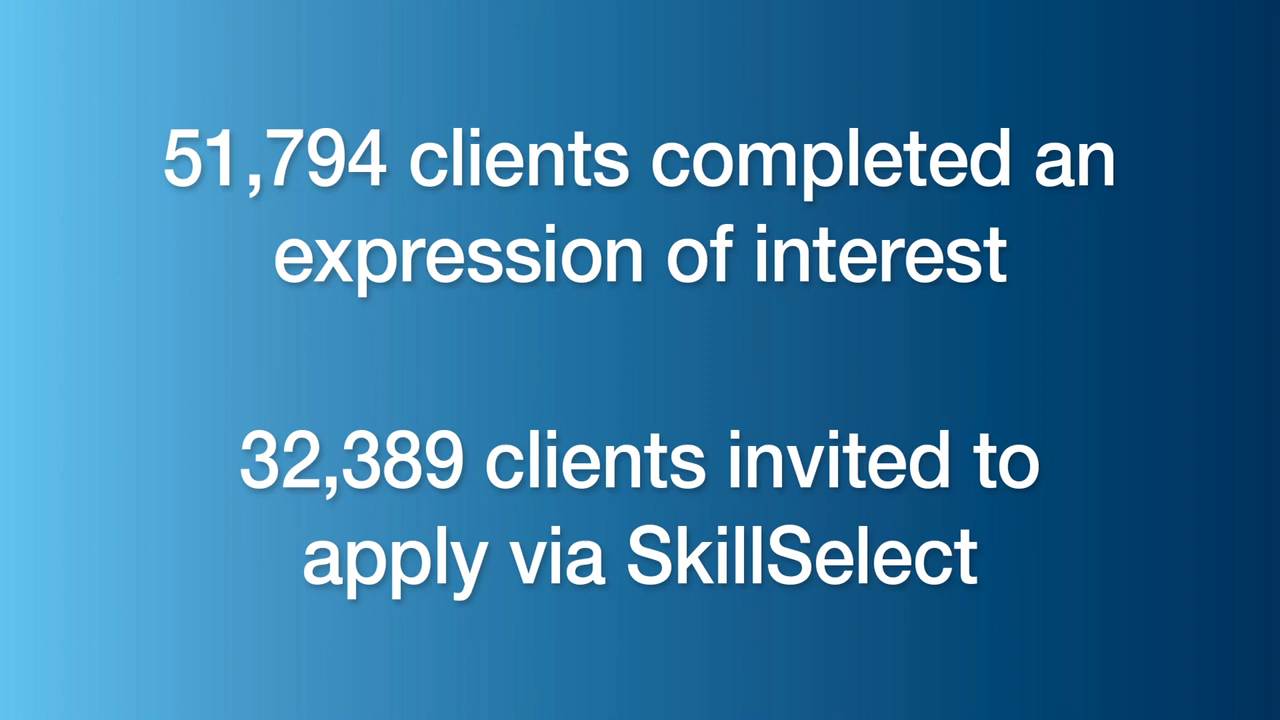 51,794 clients completed an
expression of interest
32,389 clients invited to
apply via SkillSelect